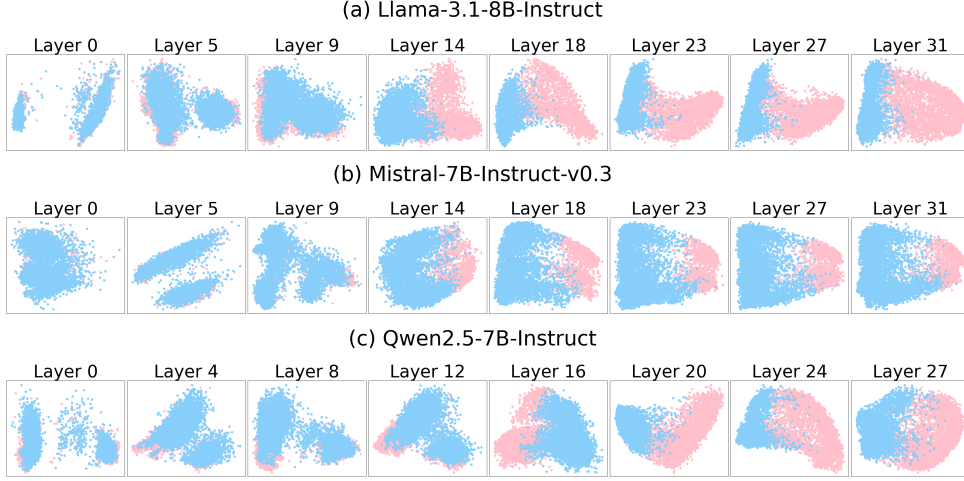 (a) Llama-3.1-8B-Instruct
Layer 0 Layer 5 Layer 9 Layer 14 Layer 18 Layer 23 Layer 27 Layer 31
(b) Mistral-7B-Instruct-v0.3
Layer 0 Layer 5 Layer 9 Layer 14 Layer 18 Layer 23 Layer 27 Layer 31
(c) Qwen2.5-7B-Instruct
Layer 0 Layer 4 Layer 8 Layer 12 Layer 16 Layer 20 Layer 24 Layer 27